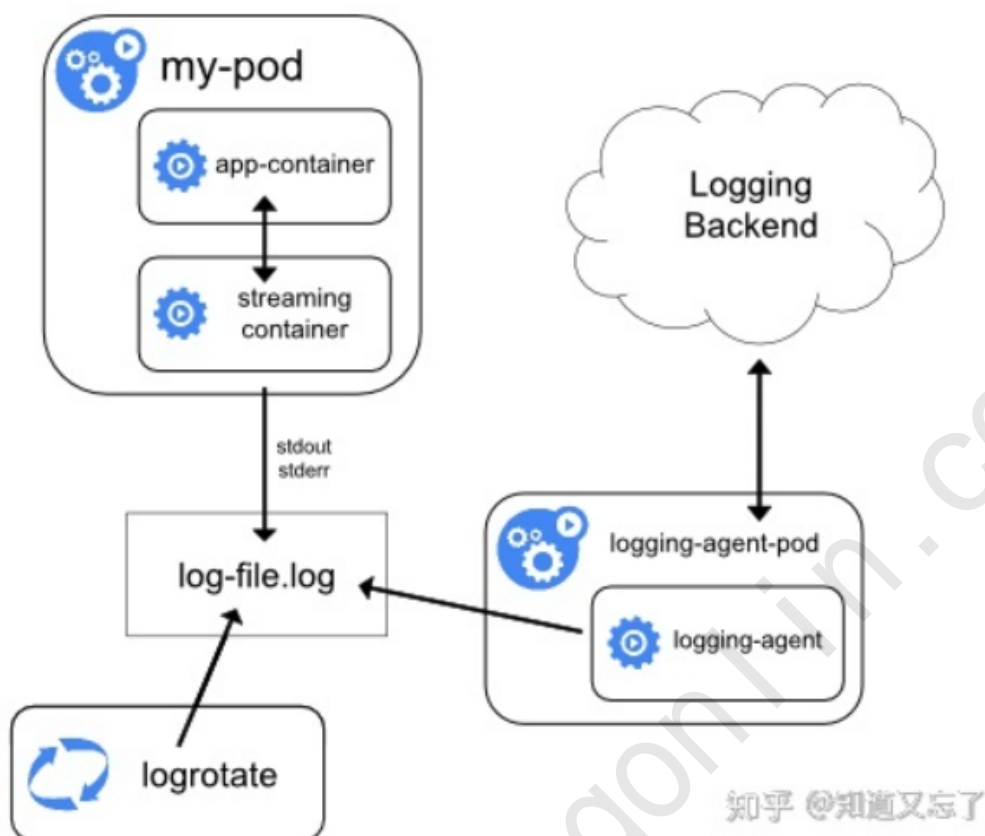 my-pod
app-container
streaming
container
Logging
Backend
stdout
stderr
log-file.log
logging-agent-pod
logging-agent
logrotate
知乎 @知道又忘了